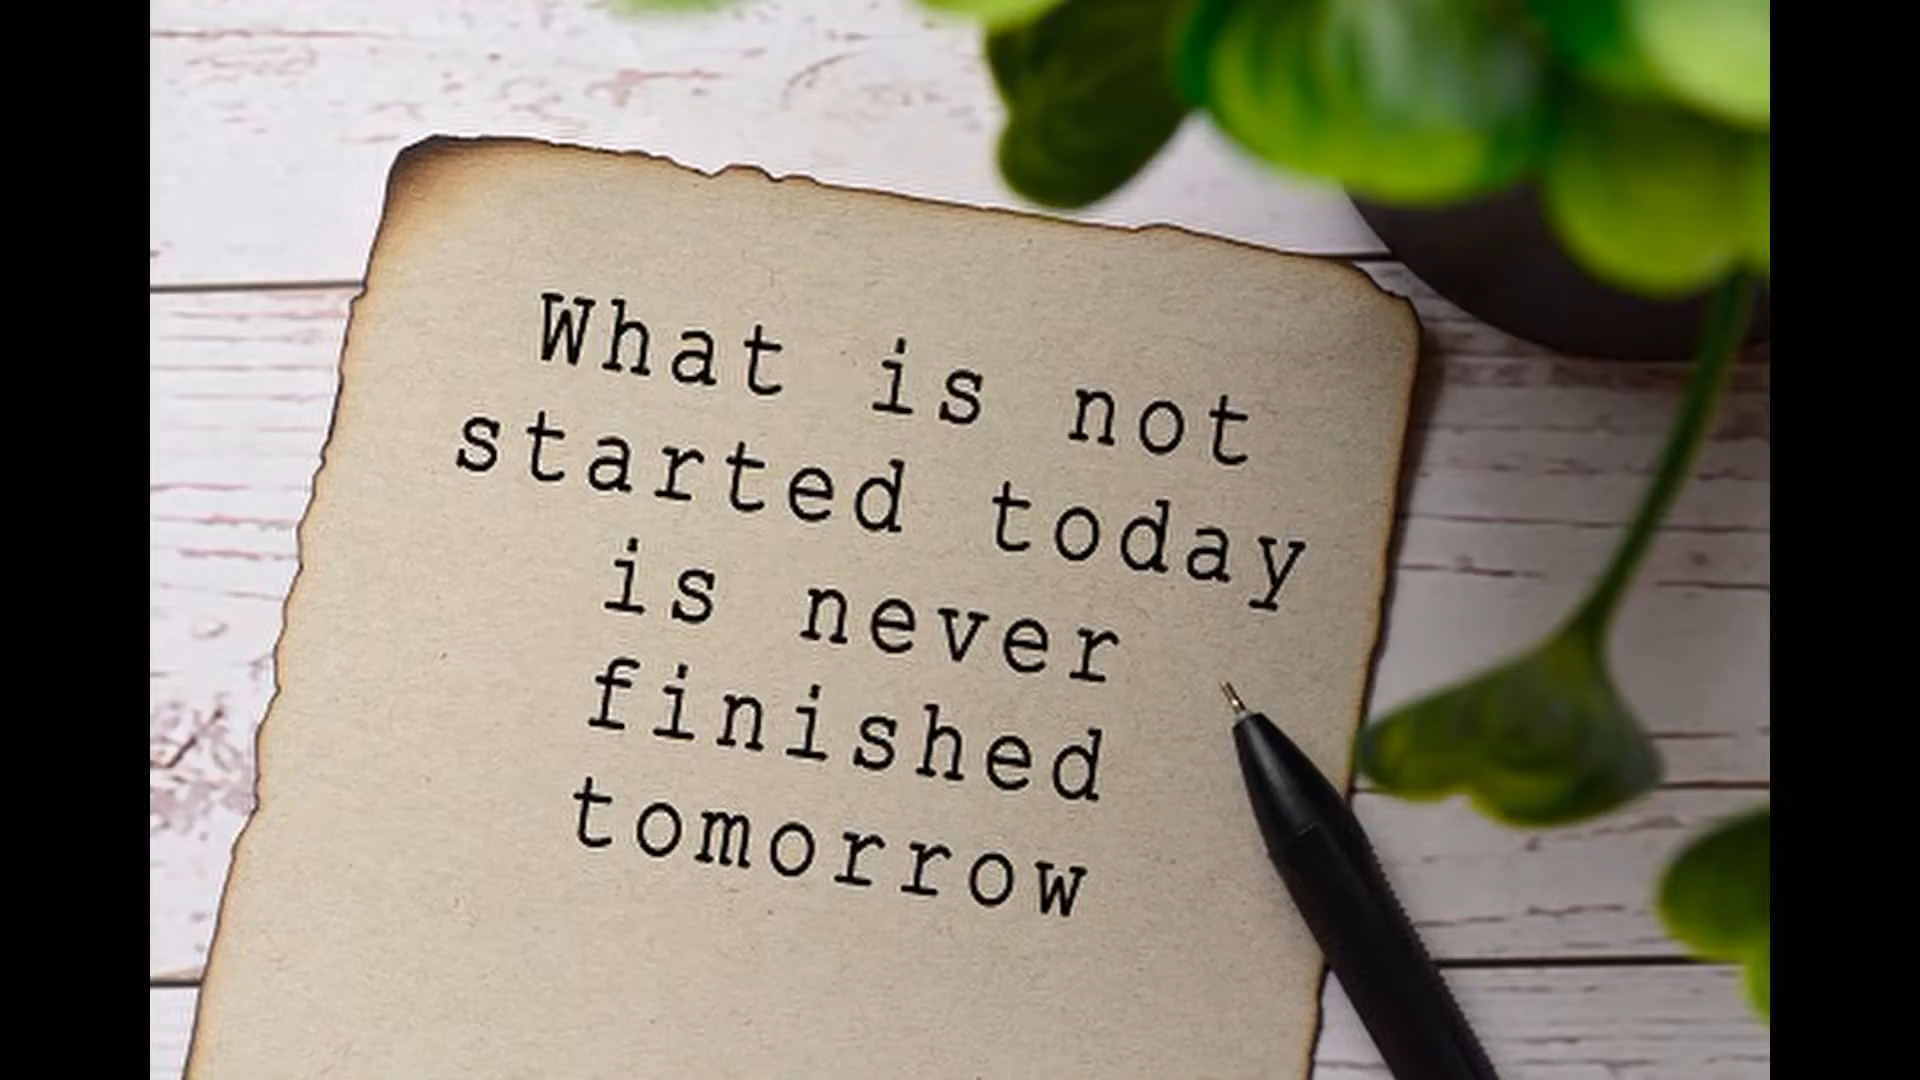 What is not
started today
is never
finished
tomorrow